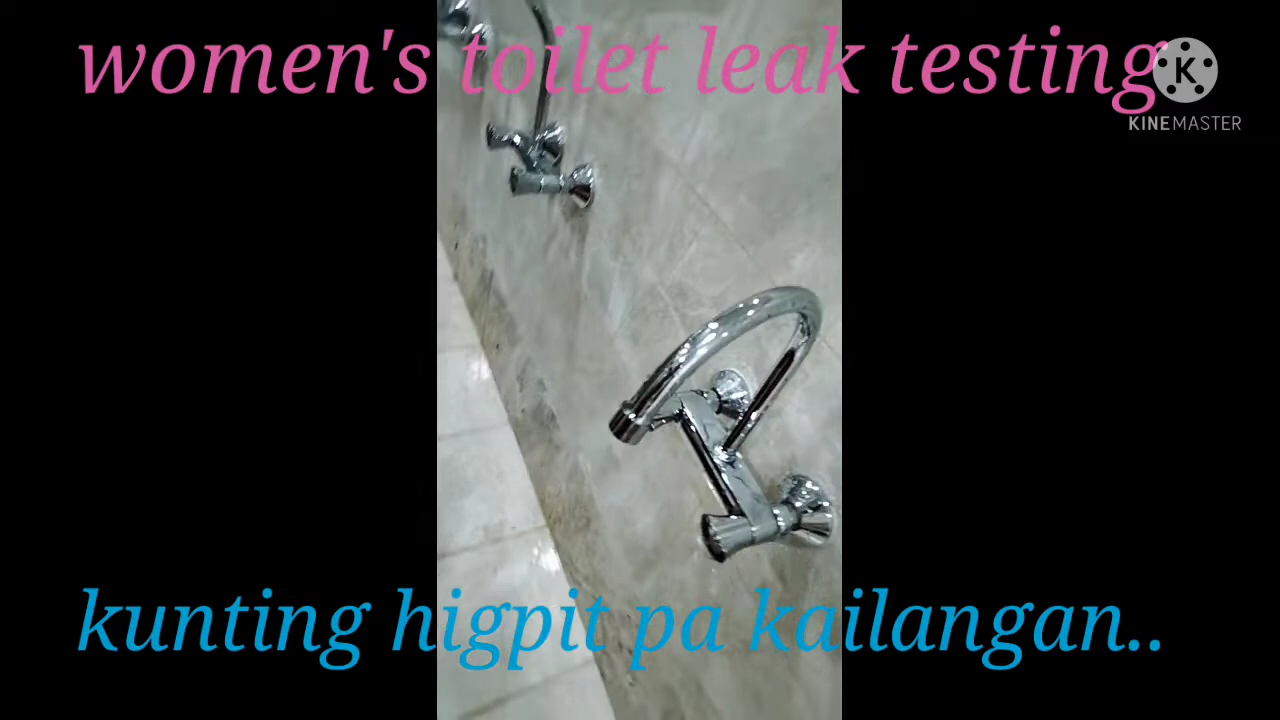 women's toilet leak testing
K
KINEMASTER
kunting higpit pa kailangan..